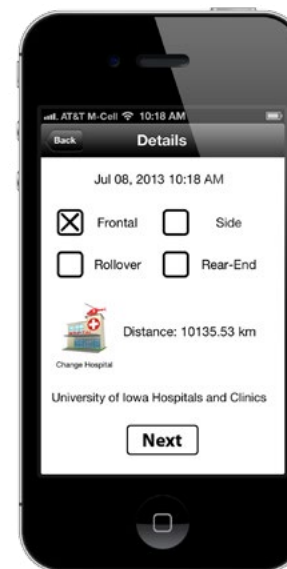 AT&T M-Cell 10:18 AM
Back Details
Jul 08, 2013 10:18 AM
Frontal Side
Rollover Rear-End
Distance: 10135.53 km
Change Hospital
University of Iowa Hospitals and Clinics
Next